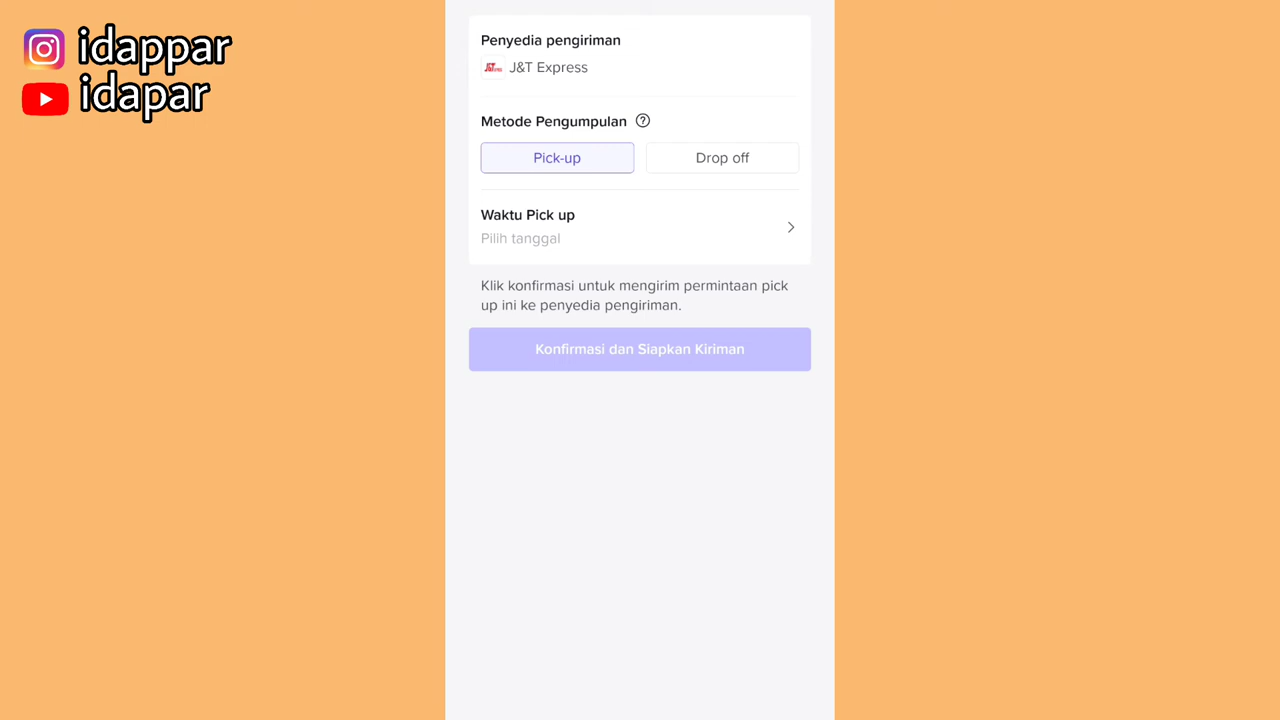 idappar
idapar
Penyedia pengiriman
J&T Express
Metode Pengumpulan
Pick-up
Drop off
Waktu Pick up
Pilih tanggal
Klik konfirmasi untuk mengirim permintaan pick
up ini ke penyedia pengiriman.
Konfirmasi dan Siapkan Kiriman